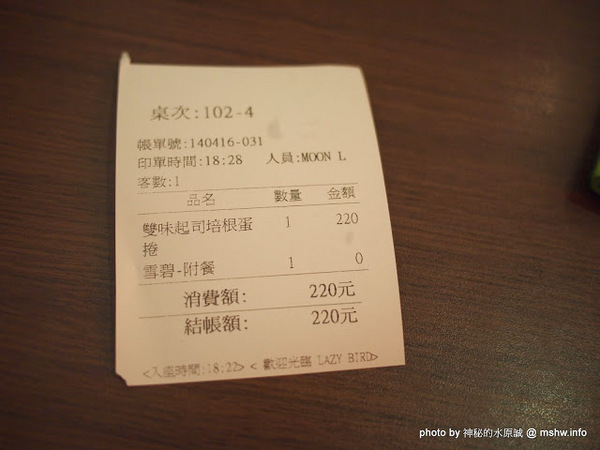 桌次:102-4
帳單號:140416-031
印單時間:18:28 人員:MOON L
客數:1
品名 數量 金額
雙味起司培根蛋 1 220
捲
雪碧-附餐 1 0
消費額: 220元
結帳額: 220元
<入座時間:18:22> < 歡迎光臨 LAZY BIRD>
photo by 神秘的水原誠 @ mshw.info